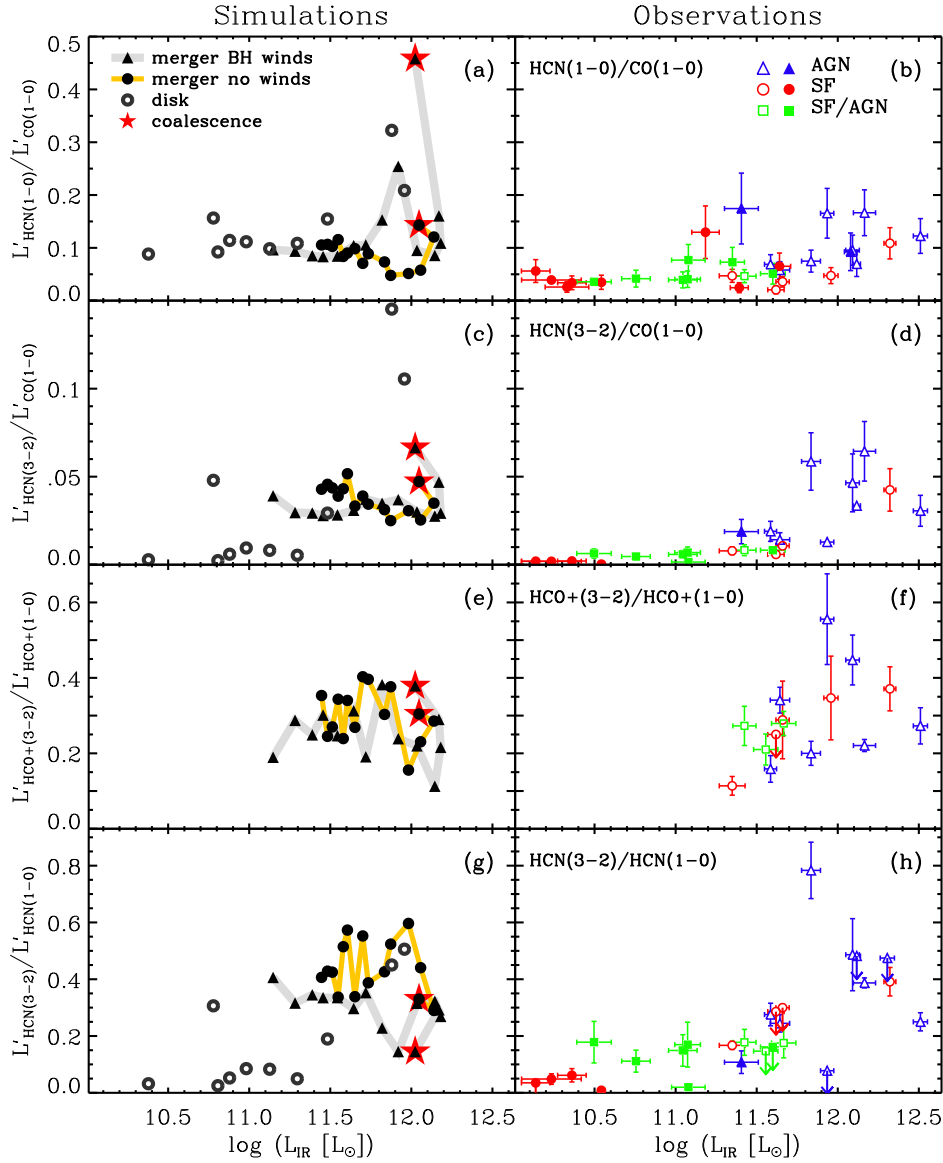 Simulations
Observations
L'HCN(1-0)/L'CO(1-0)
0.5
0.4
0.3
0.2
0.1
0.0
merger BH winds
merger no winds
disk
coalescence
(a)
HCN(1-0)/CO(1-0)
AGN
SF
SF/AGN
(b)
L'HCN(3-2)/L'CO(1-0)
0.1
.05
0.0
(c)
HCN(3-2)/CO(1-0)
(d)
L'HCO+(3-2)/L'HCO+(1-0)
0.6
0.4
0.2
0.0
(e)
HCO+(3-2)/HCO+(1-0)
(f)
L'HCN(3-2)/L'HCN(1-0)
0.8
0.6
0.4
0.2
0.0
(g)
HCN(3-2)/HCN(1-0)
(h)
10.5 11.0 11.5 12.0 12.5
10.5 11.0 11.5 12.0 12.5
log (LIR [L⊙])
log (LIR [L⊙])